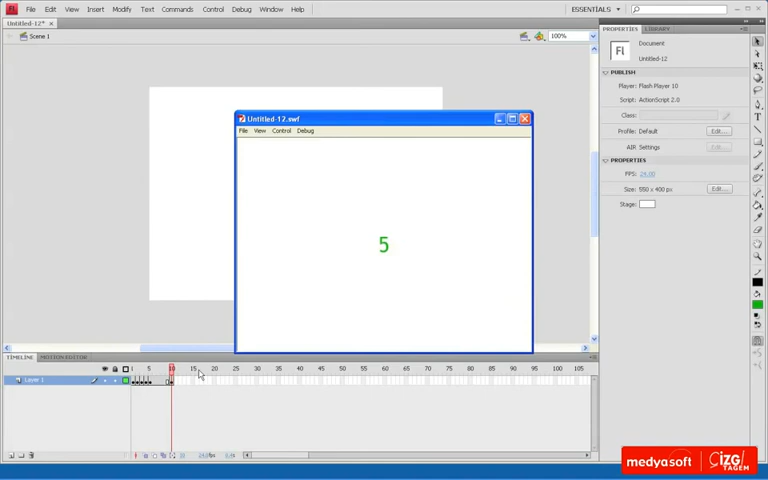 File Edit View Insert Modify Text Commands Control Debug Window Help ESSENTIALS
Untitled-12* ×
Scene 1 100%
PROPERTIES LIBRARY
Document
Untitled-12
PUBLISH
Player: Flash Player 10
Script: ActionScript 2.0
Class:
Profile: Default Edit...
AIR Settings Edit...
PROPERTIES
FPS: 24.00
Size: 550 x 400 px Edit...
Stage:
Untitled-12.swf
File View Control Debug
5
TIMELINE MOTION EDITOR
1 5 10 15 20 25 30 35 40 45 50 55 60 65 70 75 80 85 90 95 100 105
Layer 1
medyasoft
çizgi
TAGEM